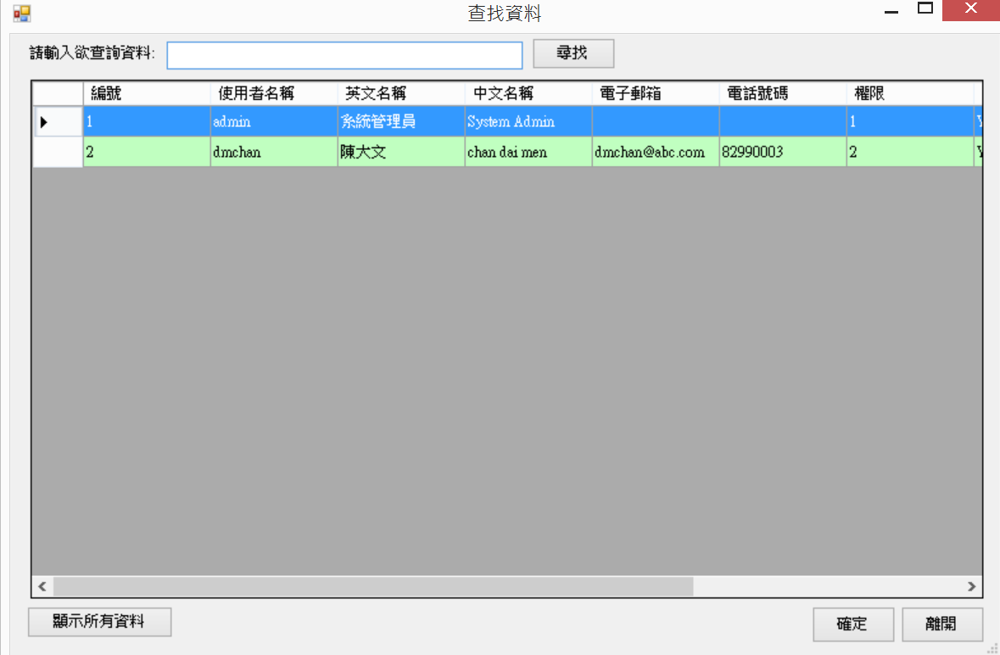 查找資料
請輸入欲查詢資料: 尋找
編號 使用者名稱 英文名稱 中文名稱 電子郵箱 電話號碼 權限
1 admin 系統管理員 System Admin 1
2 dmchan 陳大文 chan dai men dmchan@abc.com 82990003 2
顯示所有資料 確定 離開